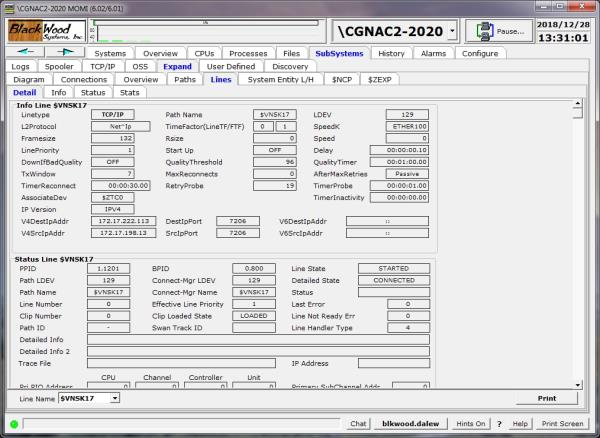 \CGNAC2-2020 MOMI (6.02/6.01)
BlackWood Systems, Inc.
\CGNAC2-2020
Pause...
2018/12/28
13:31:01
Systems Overview CPUs Processes Files SubSystems History Alarms Configure
Logs Spooler TCP/IP OSS Expand User Defined Discovery
Diagram Connections Overview Paths Lines System Entity L/H $NCP $ZEXP
Detail Info Status Stats
Info Line $VNSK17
Linetype TCP/IP Path Name $VNSK17 LDEV 129
L2Protocol Net^Ip TimeFactor(LineTF/FTF) 0 1 SpeedK ETHER100
Framesize 132 Rsize 0 Speed 0
LinePriority 1 Start Up OFF Delay 00:00:00.10
DownIfBadQuality OFF QualityThreshold 96 QualityTimer 00:01:00.00
TxWindow 7 MaxReconnects 0 AfterMaxRetries Passive
TimerReconnect 00:00:30.00 RetryProbe 19 TimerProbe 00:00:01.00
AssociateDev $ZTC0 TimerInactivity 00:00:00.00
IP Version IPV4
V4DestIpAddr 172.17.222.113 DestIpPort 7206 V6DestIpAddr ::
V4SrcIpAddr 172.17.198.13 SrcIpPort 7206 V6SrcIpAddr ::
Status Line $VNSK17
PPID 1,1201 BPID 0,800 Line State STARTED
Path LDEV 129 Connect-Mgr LDEV 129 Detailed State CONNECTED
Path Name $VNSK17 Connect-Mgr Name $VNSK17 Status
Line Number 0 Effective Line Priority 1 Last Error 0
Clip Number 0 Clip Loaded State LOADED Line Not Ready Err 0
Path ID - Swan Track ID Line Handler Type 4
Detailed Info
Detailed Info 2
Trace File IP Address
CPU Channel Controller Unit
Pri PIO Address 0 0 0 0 Primary SubChannel Addr 0
Line Name $VNSK17 Print
Chat blkwood.dalew Hints On ? Help Print Screen